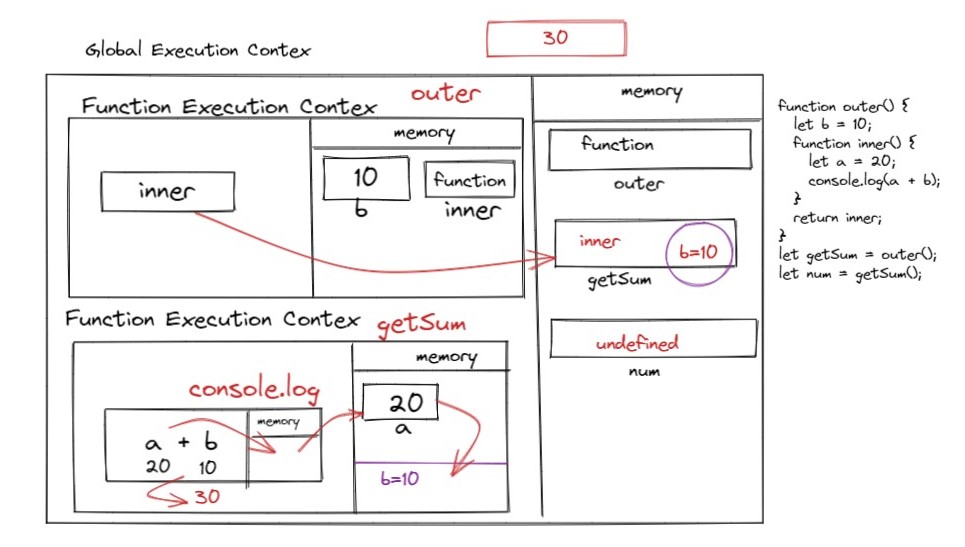 30
Global Execution Contex
Function Execution Contex outer
memory
inner
10
b
function
inner
memory
function
outer
inner
b=10
getSum
undefined
num
Function Execution Contex getSum
memory
console.log
memory
a + b
20 10
30
20
a
b=10
function outer() {
let b = 10;
function inner() {
let a = 20;
console.log(a + b);
}
return inner;
}
let getSum = outer();
let num = getSum();